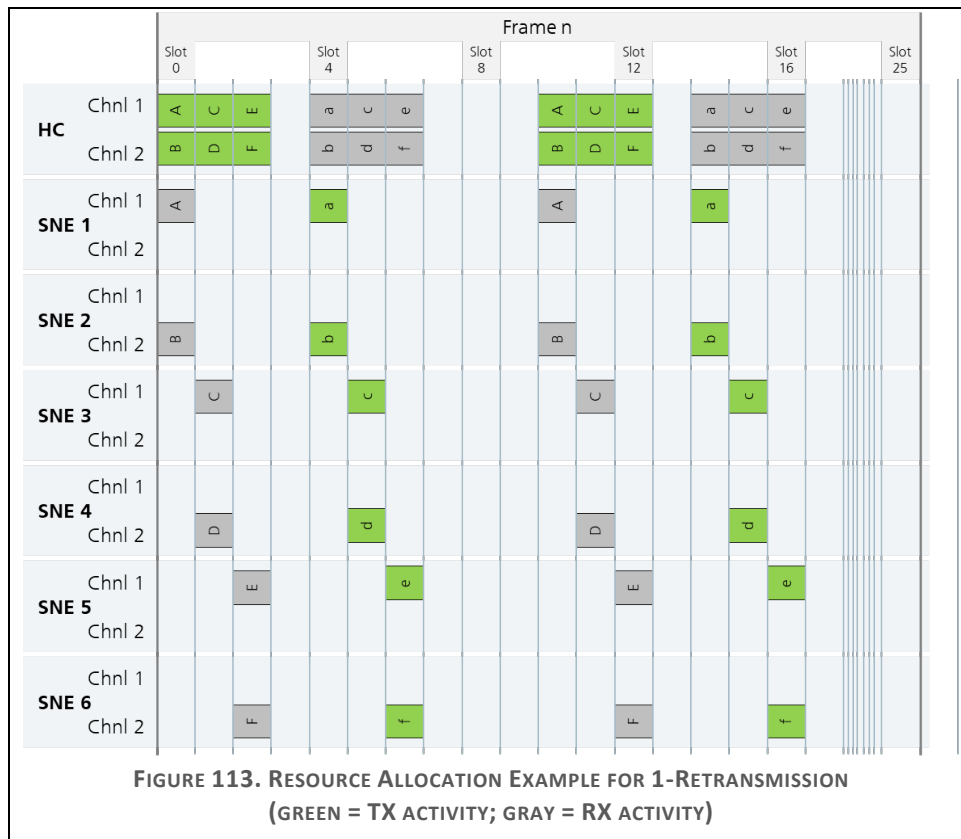 Frame n
Slot 0
Slot 4
Slot 8
Slot 12
Slot 16
Slot 25
HC
Chnl 1
A C E a c e A C E a c e
Chnl 2
B D F b d f B D F b d f
SNE 1
Chnl 1
A a A a
Chnl 2
SNE 2
Chnl 1
Chnl 2
B b B b
SNE 3
Chnl 1
C c C c
Chnl 2
SNE 4
Chnl 1
Chnl 2
D d D d
SNE 5
Chnl 1
E e E e
Chnl 2
SNE 6
Chnl 1
Chnl 2
F f F f
FIGURE 113. RESOURCE ALLOCATION EXAMPLE FOR 1-RETRANSMISSION
(GREEN = TX ACTIVITY; GRAY = RX ACTIVITY)